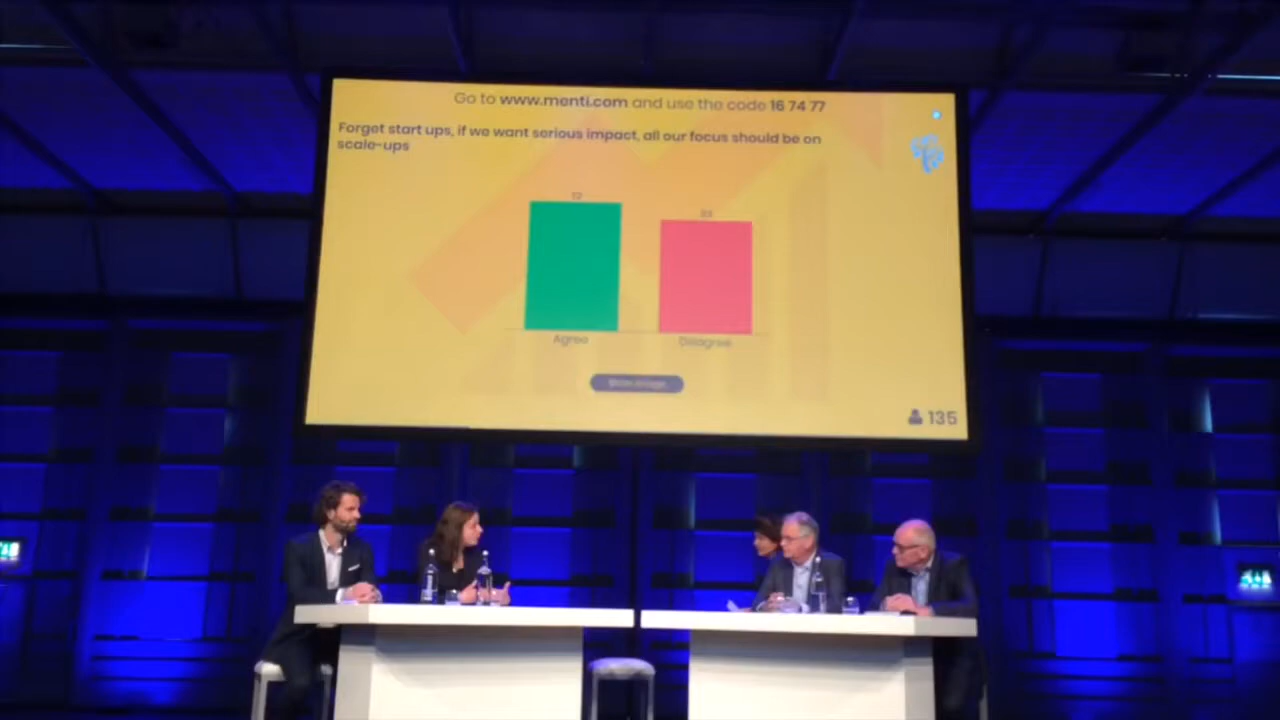 Go to www.menti.com and use the code 16 74 77
Forget start ups, if we want serious impact, all our focus should be on
scale-ups
Agree
Disagree
135